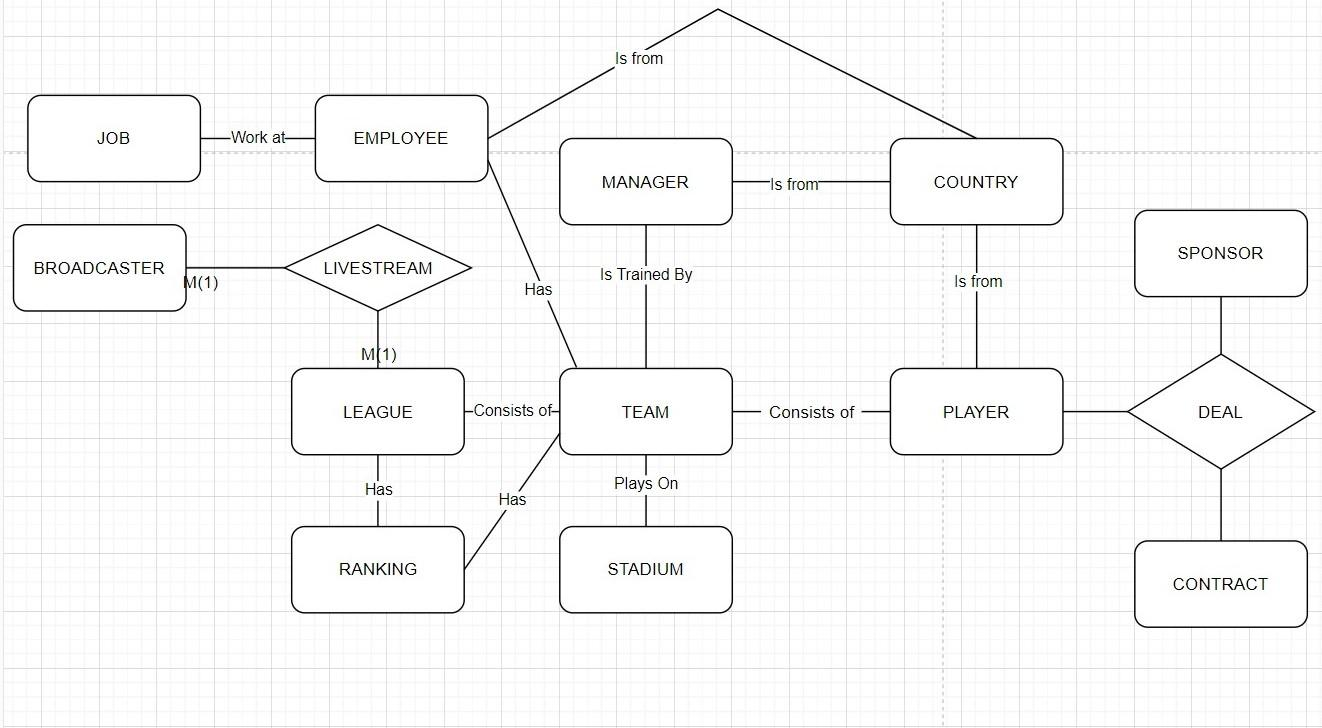 Is from
JOB
Work at
EMPLOYEE
MANAGER
Is from
COUNTRY
BROADCASTER
M(1)
LIVESTREAM
Has
Is Trained By
Is from
SPONSOR
M(1)
LEAGUE
Consists of
TEAM
Consists of
PLAYER
DEAL
Has
Has
Plays On
RANKING
STADIUM
CONTRACT